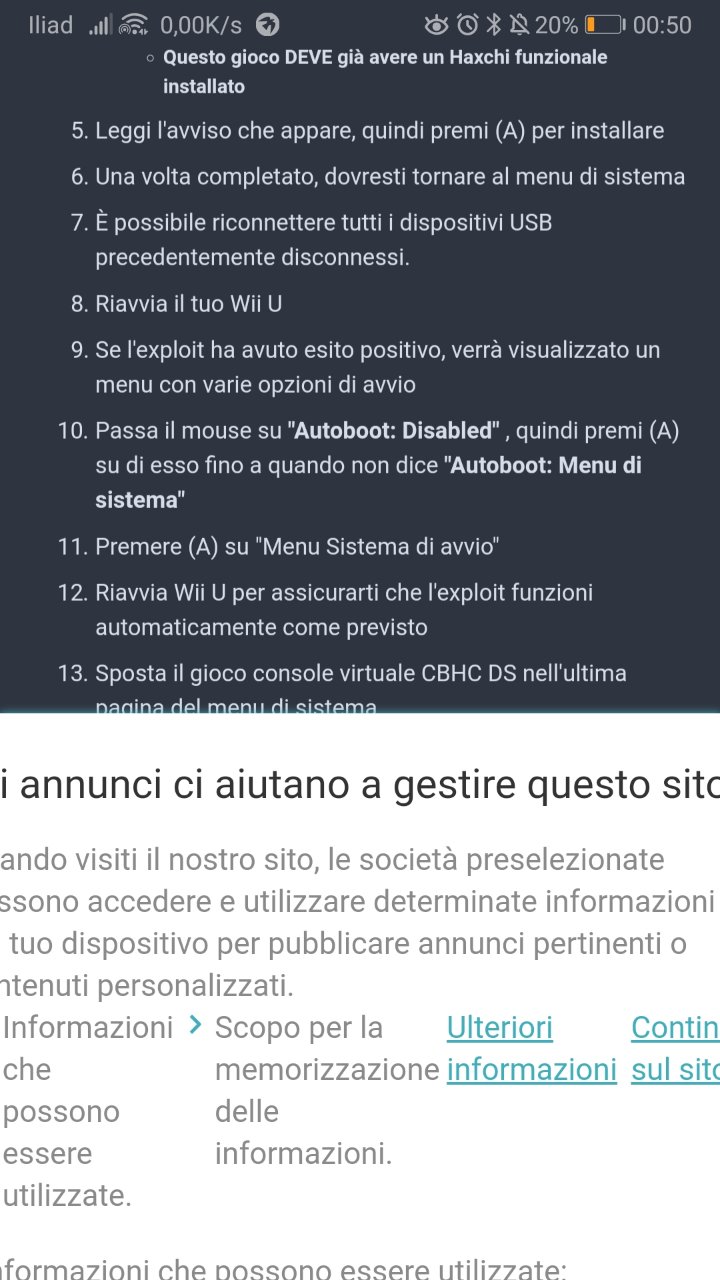 Iliad 0,00K/s 20% 00:50
Questo gioco DEVE già avere un Haxchi funzionale
installato
5. Leggi l'avviso che appare, quindi premi (A) per installare
6. Una volta completato, dovresti tornare al menu di sistema
7. È possibile riconnettere tutti i dispositivi USB
precedentemente disconnessi.
8. Riavvia il tuo Wii U
9. Se l'exploit ha avuto esito positivo, verrà visualizzato un
menu con varie opzioni di avvio
10. Passa il mouse su "Autoboot: Disabled" , quindi premi (A)
su di esso fino a quando non dice "Autoboot: Menu di
sistema"
11. Premere (A) su "Menu Sistema di avvio"
12. Riavvia Wii U per assicurarti che l'exploit funzioni
automaticamente come previsto
13. Sposta il gioco console virtuale CBHC DS nell'ultima
pagina del menu di sistema
i annunci ci aiutano a gestire questo sito
ando visiti il nostro sito, le società preselezionate
ssono accedere e utilizzare determinate informazioni
tuo dispositivo per pubblicare annunci pertinenti o
ntenuti personalizzati.
Informazioni
che
possono
essere
utilizzate.
Scopo per la
memorizzazione
delle
informazioni.
Ulteriori
informazioni
Contin
sul sito
nformazioni che possono essere utilizzate: